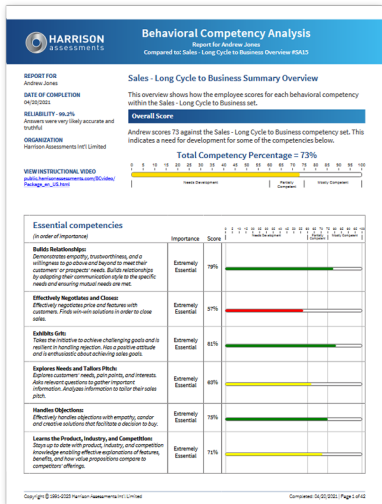 HARRISON
assessments
Behavioral Competency Analysis
Report for Andrew Jones
Compared to: Sales - Long Cycle to Business Overview #SA15
REPORT FOR
Andrew Jones
DATE OF COMPLETION
04/20/2021
RELIABILITY - 99.2%
Answers were very likely accurate and
truthful
ORGANIZATION
Harrison Assessments Int'l Limited
VIEW INSTRUCTIONAL VIDEO
public.harrisonassessments.com/BCvideo/
Package_en_US.html
Sales - Long Cycle to Business Summary Overview
This overview shows how the employee scores for each behavioral competency
within the Sales - Long Cycle to Business set.
Overall Score
Andrew scores 73 against the Sales - Long Cycle to Business competency set. This
indicates a need for development for some of the competencies below.
Total Competency Percentage = 73%
0 5 10 15 20 25 30 35 40 45 50 55 60 65 70 75 80 85 90 95 100
Needs Development Partially Competent Mostly Competent
Essential competencies
(in order of importance) Importance Score
Needs Development Partially Competent Mostly Competent
Builds Relationships:
Demonstrates empathy, trustworthiness, and a
willingness to go above and beyond to meet their
customers' or prospects' needs. Builds relationships
by adapting their communication style to the specific
needs and ensuring mutual needs are met.
Extremely Essential 79%
Effectively Negotiates and Closes:
Effectively negotiates price and features with
customers. Finds win-win solutions in order to close
sales.
Extremely Essential 57%
Exhibits Grit:
Takes the initiative to achieve challenging goals and is
resilient in handling rejection. Has a positive attitude
and is enthusiastic about achieving sales goals.
Extremely Essential 81%
Explores Needs and Tailors Pitch:
Explores customers' needs, pain points, and interests.
Asks relevant questions to gather important
information. Analyzes information to tailor their sales
pitch.
Extremely Essential
Handles Objections:
Effectively handles objections with empathy, candor
and creative solutions that facilitate a decision to buy.
Extremely Essential
Learns the Product, Industry, and Competition:
Stays up to date with product, industry, and competition
knowledge enabling effective explanations of features,
benefits, and how value propositions compare to
competitors' offerings.
Extremely Essential 71%
Copyright © 1991-2023 Harrison Assessments Int'l Limited
Completed: 04/20/2021 | Page 1 of 42